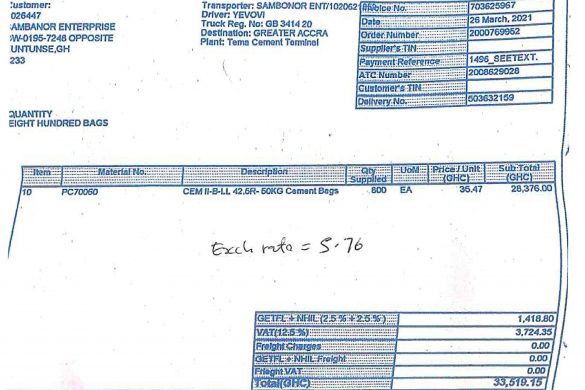 Customer:
026447
SAMBANOR ENTERPRISE
W-0195-7246 OPPOSITE
UNTUNSE,GH
233
Transporter: SAMBONOR ENT/1020621
Driver: YEVOVI
Truck Reg. No: GB 3414 20
Destination: GREATER ACCRA
Plant: Tema Cement Terminal
Invoice No. 703625967
Date 26 March, 2021
Order Number 2000769952
Supplier's TIN
Payment Reference 1495_SEETEXT.
ATC Number 2008629028
Customer's TIN
Delivery No. 503632159
QUANTITY
EIGHT HUNDRED BAGS
Item Material No. Description Qty Supplied UoM Price / Unit (GHC) Sub Total (GHC)
10 PC70050 CEM II-B-LL 42.5R- 50KG Cement Bags 800 EA 35.47 28,376.00
Exch rate = 5.76
GETFL + NHIL (2.5 % + 2.5 % ) 1,418.80
VAT(12.5 %) 3,724.35
Freight Charges 0.00
GETFL + NHIL Freight 0.00
Frieght VAT 0.00
Total(GHC) 33,519.15